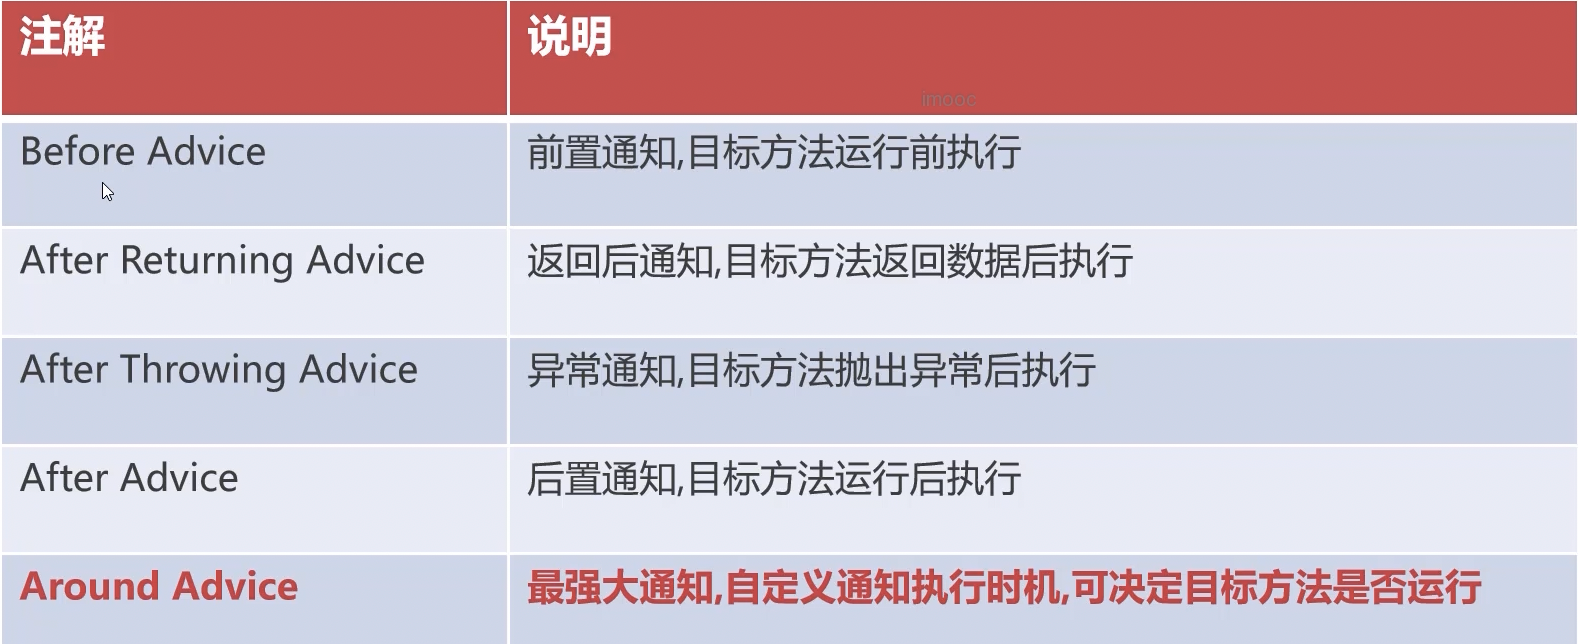 注解
说明
imooc
Before Advice
前置通知,目标方法运行前执行
After Returning Advice
返回后通知,目标方法返回数据后执行
After Throwing Advice
异常通知,目标方法抛出异常后执行
After Advice
后置通知,目标方法运行后执行
Around Advice
最强大通知,自定义通知执行时机,可决定目标方法是否运行